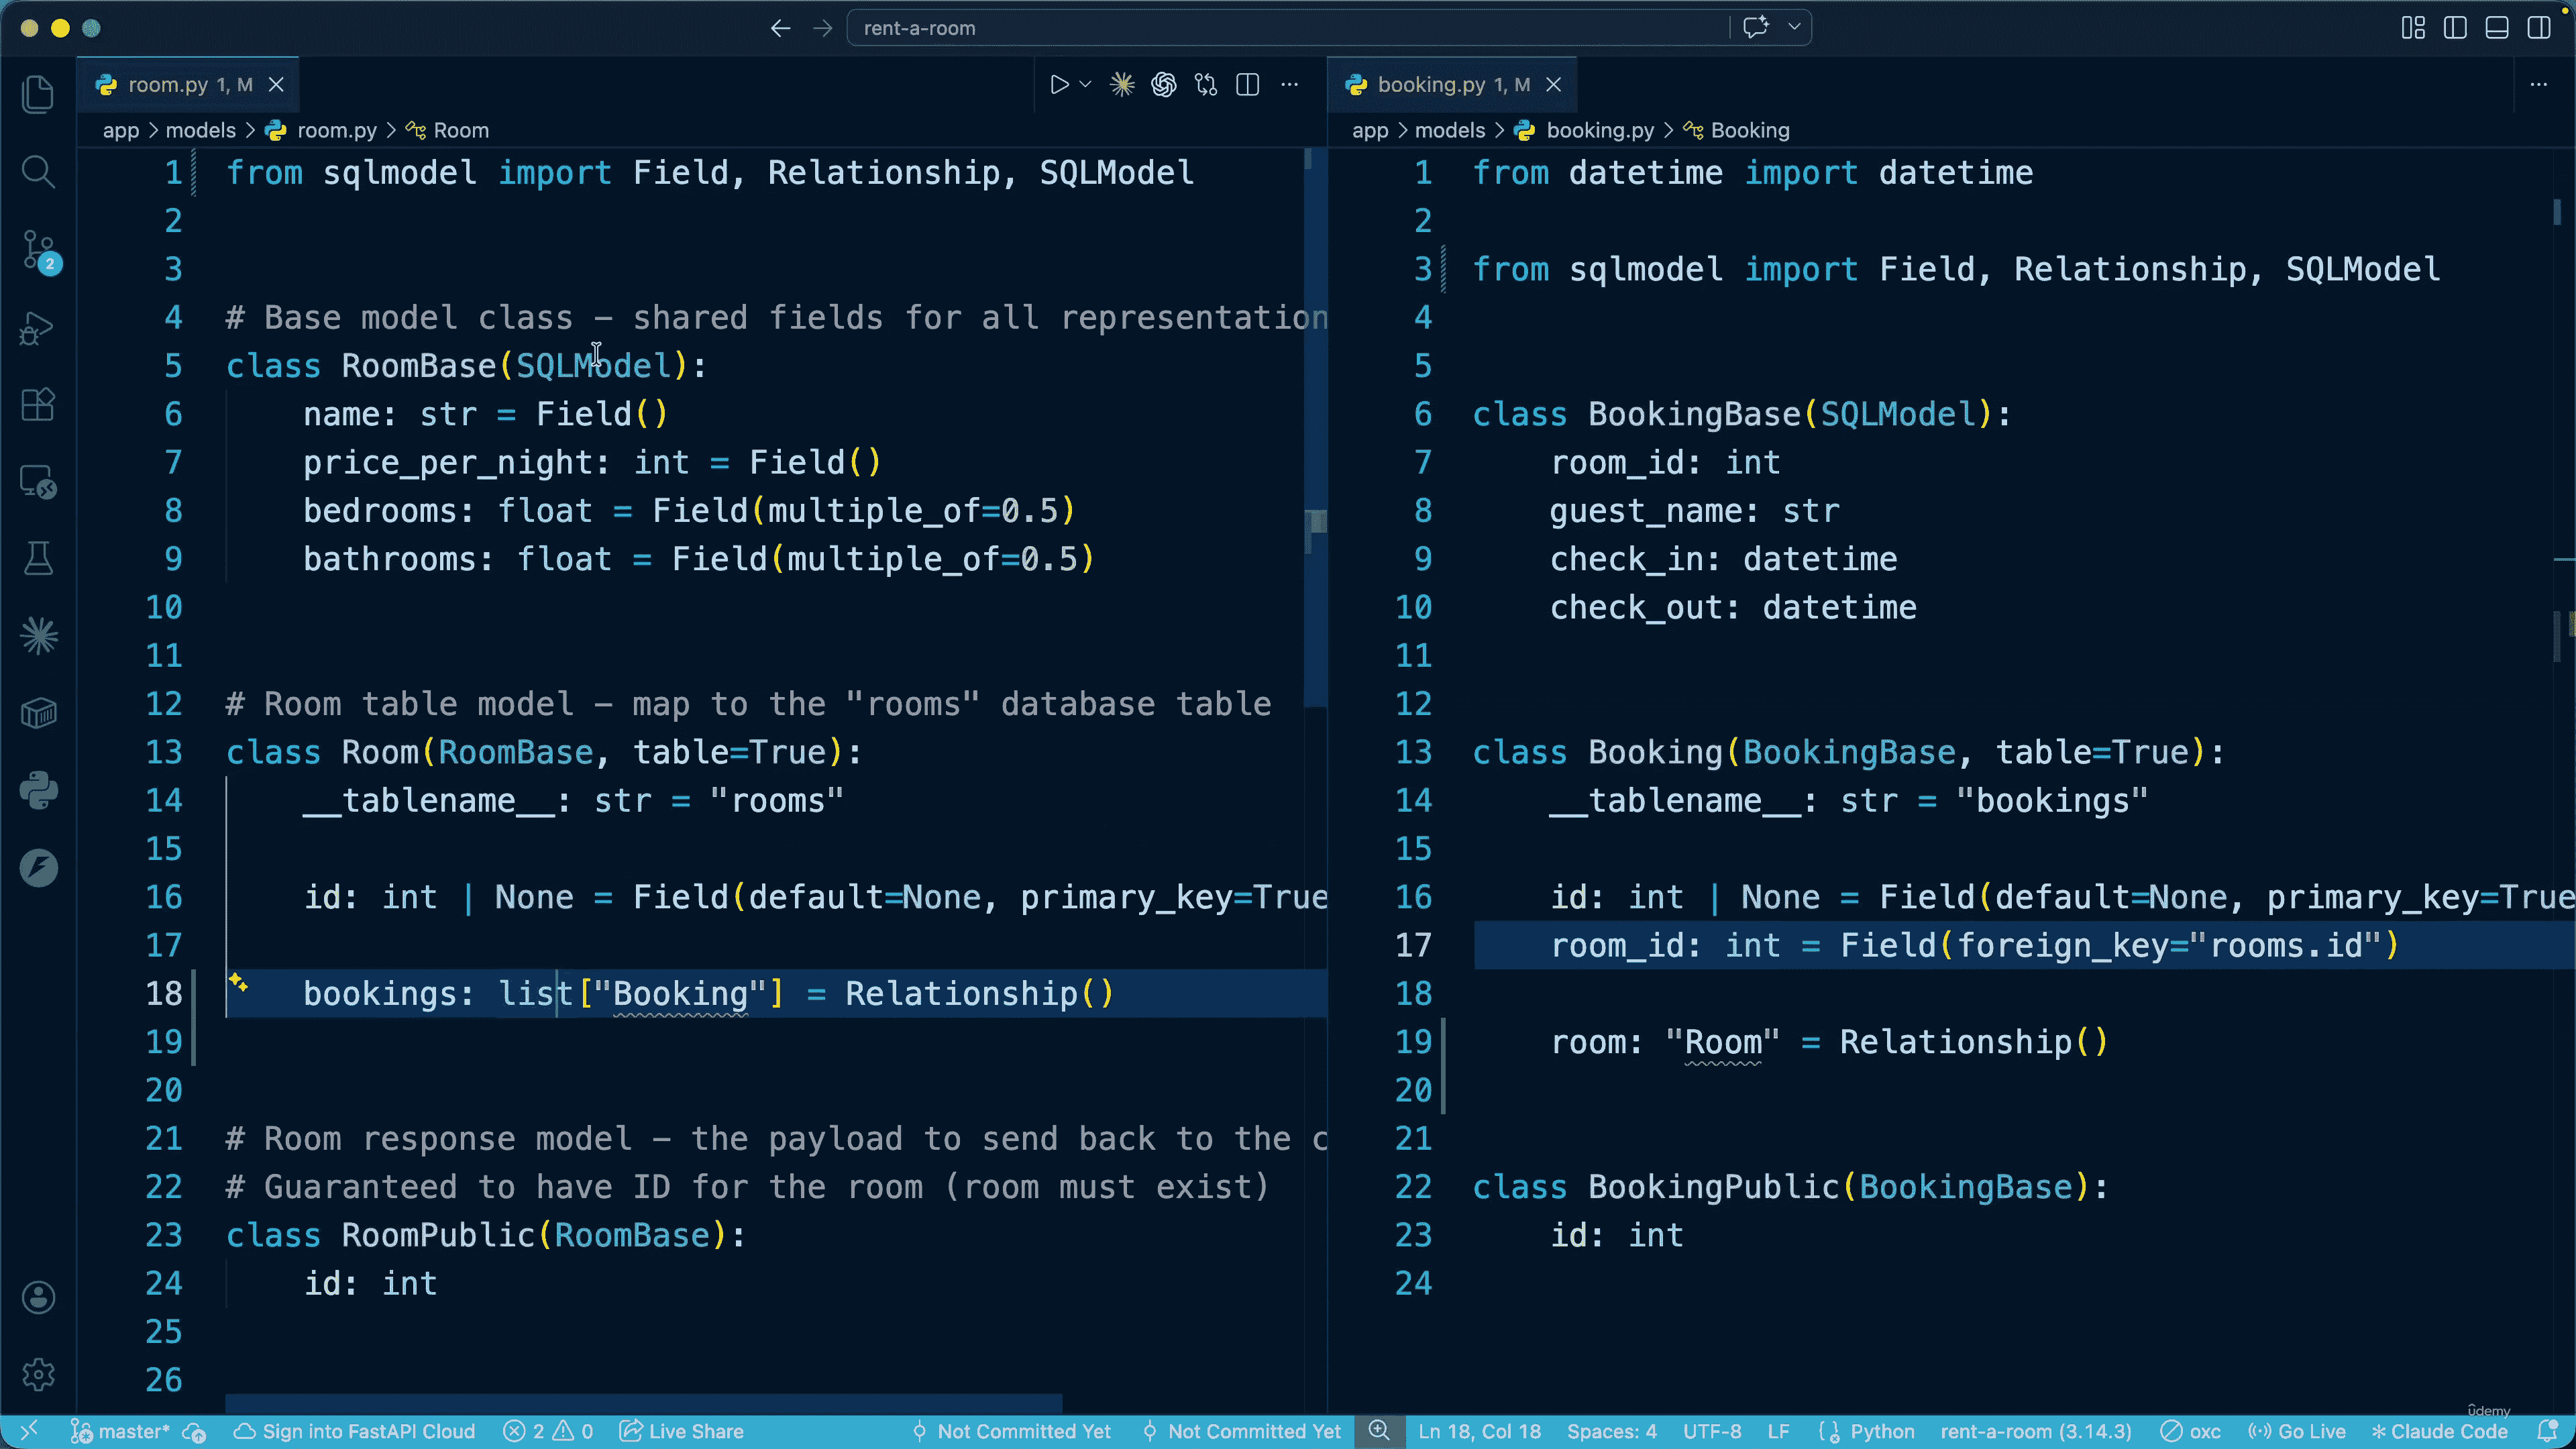 rent-a-room
room.py 1, M
booking.py 1, M
app > models > room.py > Room
app > models > booking.py > Booking
1 from sqlmodel import Field, Relationship, SQLModel
2
3
4 # Base model class – shared fields for all representation
5 class RoomBase(SQLModel):
6 name: str = Field()
7 price_per_night: int = Field()
8 bedrooms: float = Field(multiple_of=0.5)
9 bathrooms: float = Field(multiple_of=0.5)
10
11
12 # Room table model – map to the "rooms" database table
13 class Room(RoomBase, table=True):
14 __tablename__: str = "rooms"
15
16 id: int | None = Field(default=None, primary_key=True
17
18 bookings: list["Booking"] = Relationship()
19
20
21 # Room response model – the payload to send back to the c
22 # Guaranteed to have ID for the room (room must exist)
23 class RoomPublic(RoomBase):
24 id: int
25
26
1 from datetime import datetime
2
3 from sqlmodel import Field, Relationship, SQLModel
4
5
6 class BookingBase(SQLModel):
7 room_id: int
8 guest_name: str
9 check_in: datetime
10 check_out: datetime
11
12
13 class Booking(BookingBase, table=True):
14 __tablename__: str = "bookings"
15
16 id: int | None = Field(default=None, primary_key=True
17 room_id: int = Field(foreign_key="rooms.id")
18
19 room: "Room" = Relationship()
20
21
22 class BookingPublic(BookingBase):
23 id: int
24
2
udemy
master* Sign into FastAPI Cloud 2 0 Live Share Not Committed Yet Not Committed Yet Ln 18, Col 18 Spaces: 4 UTF-8 LF Python rent-a-room (3.14.3) oxc Go Live Claude Code